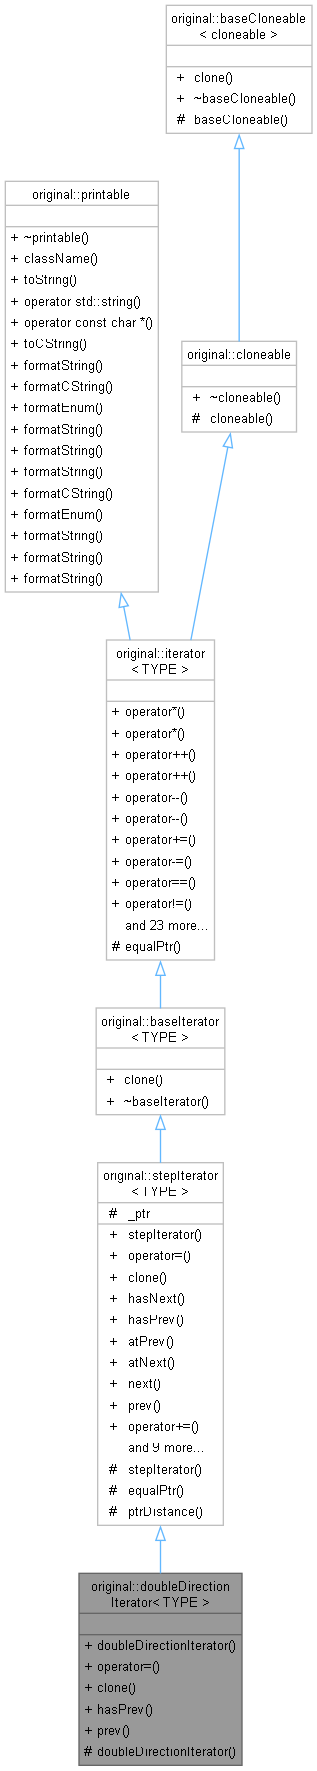 original::baseCloneable
< cloneable >
+ clone()
+ ~baseCloneable()
# baseCloneable()
original::printable
+ ~printable()
+ className()
+ toString()
+ operator std::string()
+ operator const char *()
+ toCString()
+ formatString()
+ formatCString()
+ formatEnum()
+ formatString()
+ formatString()
+ formatString()
+ formatCString()
+ formatEnum()
+ formatString()
+ formatString()
+ formatString()
original::cloneable
+ ~cloneable()
# cloneable()
original::iterator
< TYPE >
+ operator*()
+ operator*()
+ operator++()
+ operator++()
+ operator--()
+ operator--()
+ operator+=()
+ operator-=()
+ operator==()
+ operator!=()
and 23 more...
# equalPtr()
original::baseIterator
< TYPE >
+ clone()
+ ~baseIterator()
original::stepIterator
< TYPE >
# _ptr
+ stepIterator()
+ operator=()
+ clone()
+ hasNext()
+ hasPrev()
+ atPrev()
+ atNext()
+ next()
+ prev()
+ operator+=()
and 9 more...
# stepIterator()
# equalPtr()
# ptrDistance()
original::doubleDirection
Iterator< TYPE >
+ doubleDirectionIterator()
+ operator=()
+ clone()
+ hasPrev()
+ prev()
# doubleDirectionIterator()